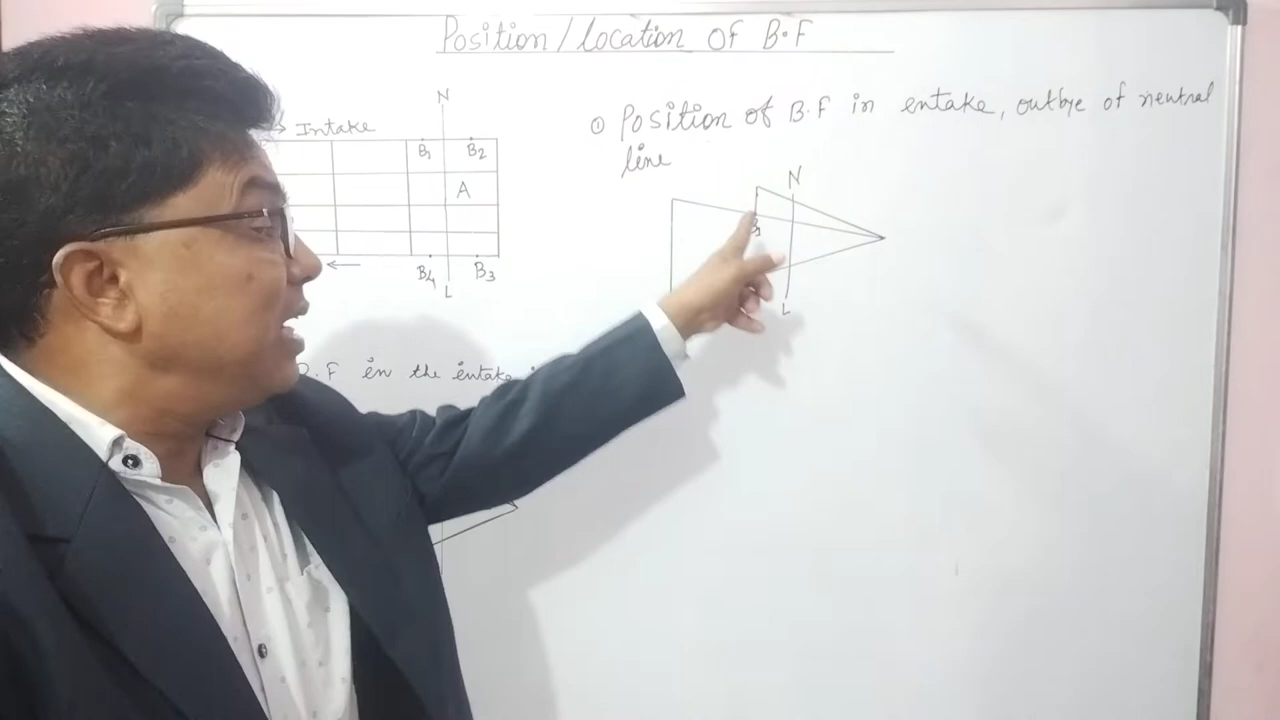 Position/location of B.F
N
Intake
B1 B2
A
B4 B3
L
① Position of B.F in entake, outbye of neutral
line
N
B1
L
B.F in the entake